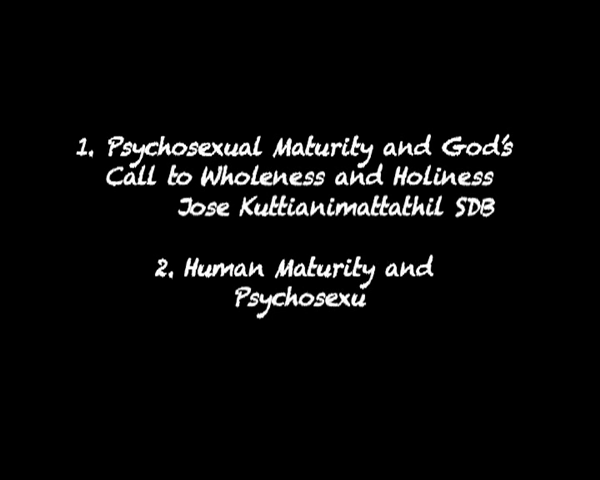 1. Psychosexual Maturity and God's
Call to Wholeness and Holiness
Jose Kuttianimattathil SDB
2. Human Maturity and
Psychosexu